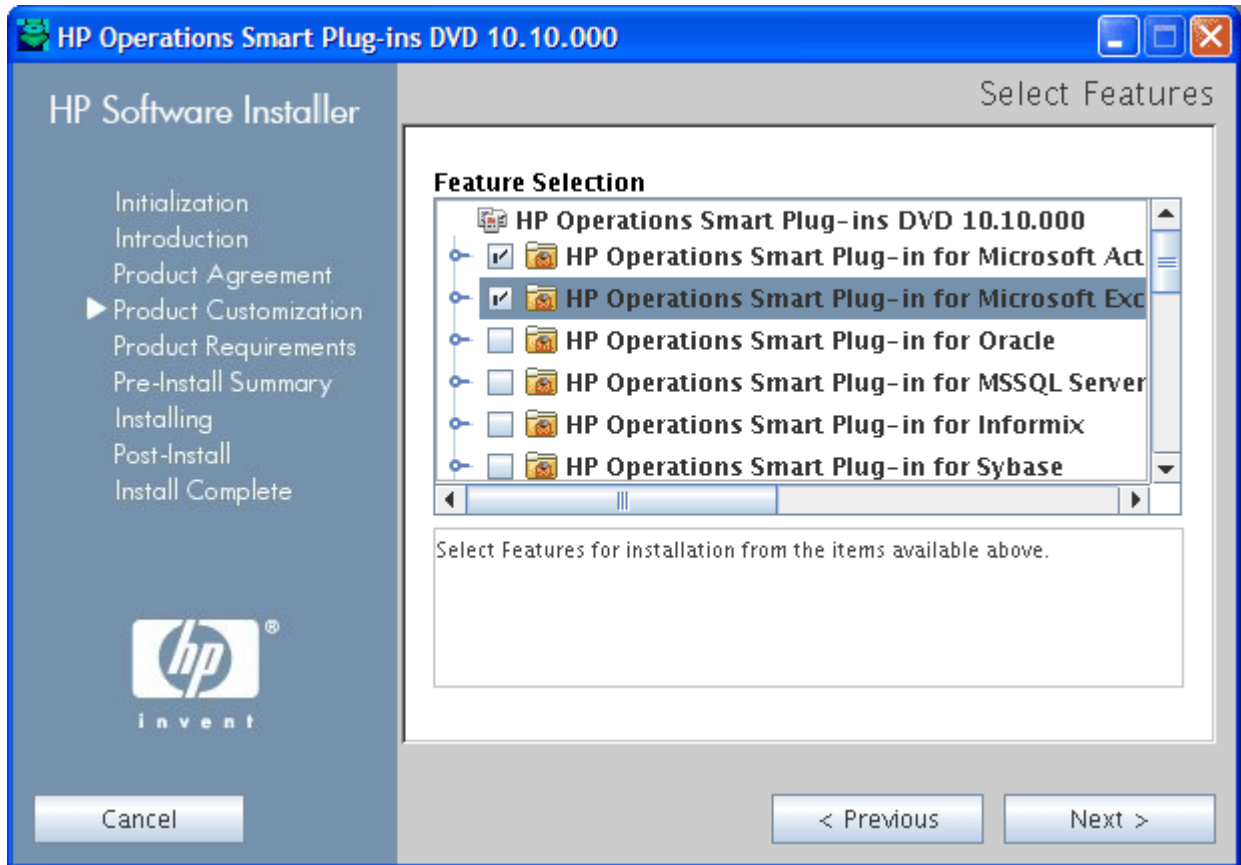 HP Operations Smart Plug-ins DVD 10.10.000
HP Software Installer
Initialization
Introduction
Product Agreement
Product Customization
Product Requirements
Pre-Install Summary
Installing
Post-Install
Install Complete
hp
®
invent
Cancel
Select Features
Feature Selection
HP Operations Smart Plug-ins DVD 10.10.000
HP Operations Smart Plug-in for Microsoft Act
HP Operations Smart Plug-in for Microsoft Exc
HP Operations Smart Plug-in for Oracle
HP Operations Smart Plug-in for MSSQL Server
HP Operations Smart Plug-in for Informix
HP Operations Smart Plug-in for Sybase
Select Features for installation from the items available above.
< Previous
Next >